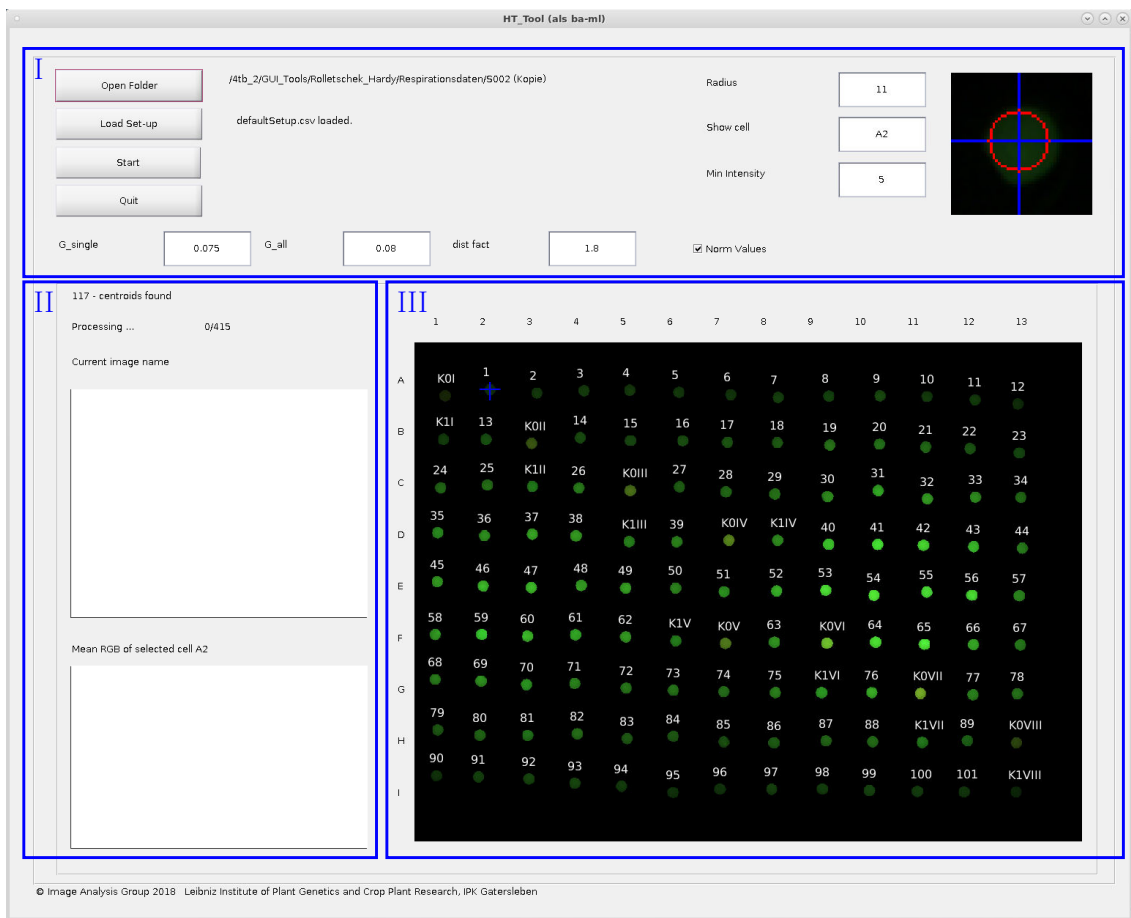 HT_Tool (als ba-ml)
I
Open Folder /4tb_2/GUI_Tools/Rolletschek_Hardy/Respirationsdaten/S002 (Kopie) Radius 11
Load Set-up defaultSetup.csv loaded. Show cell A2
Start Min Intensity 5
Quit
G_single 0.075 G_all 0.08 dist fact 1.8 Norm Values
II
117 - centroids found
Processing ... 0/415
Current image name
Mean RGB of selected cell A2
III
1 2 3 4 5 6 7 8 9 10 11 12 13
A K0I 1 2 3 4 5 6 7 8 9 10 11 12
B K1I 13 K0II 14 15 16 17 18 19 20 21 22 23
C 24 25 K1II 26 K0III 27 28 29 30 31 32 33 34
D 35 36 37 38 K1III 39 K0IV K1IV 40 41 42 43 44
E 45 46 47 48 49 50 51 52 53 54 55 56 57
F 58 59 60 61 62 K1V K0V 63 K0VI 64 65 66 67
G 68 69 70 71 72 73 74 75 K1VI 76 K0VII 77 78
H 79 80 81 82 83 84 85 86 87 88 K1VII 89 K0VIII
I 90 91 92 93 94 95 96 97 98 99 100 101 K1VIII
© Image Analysis Group 2018 Leibniz Institute of Plant Genetics and Crop Plant Research, IPK Gatersleben